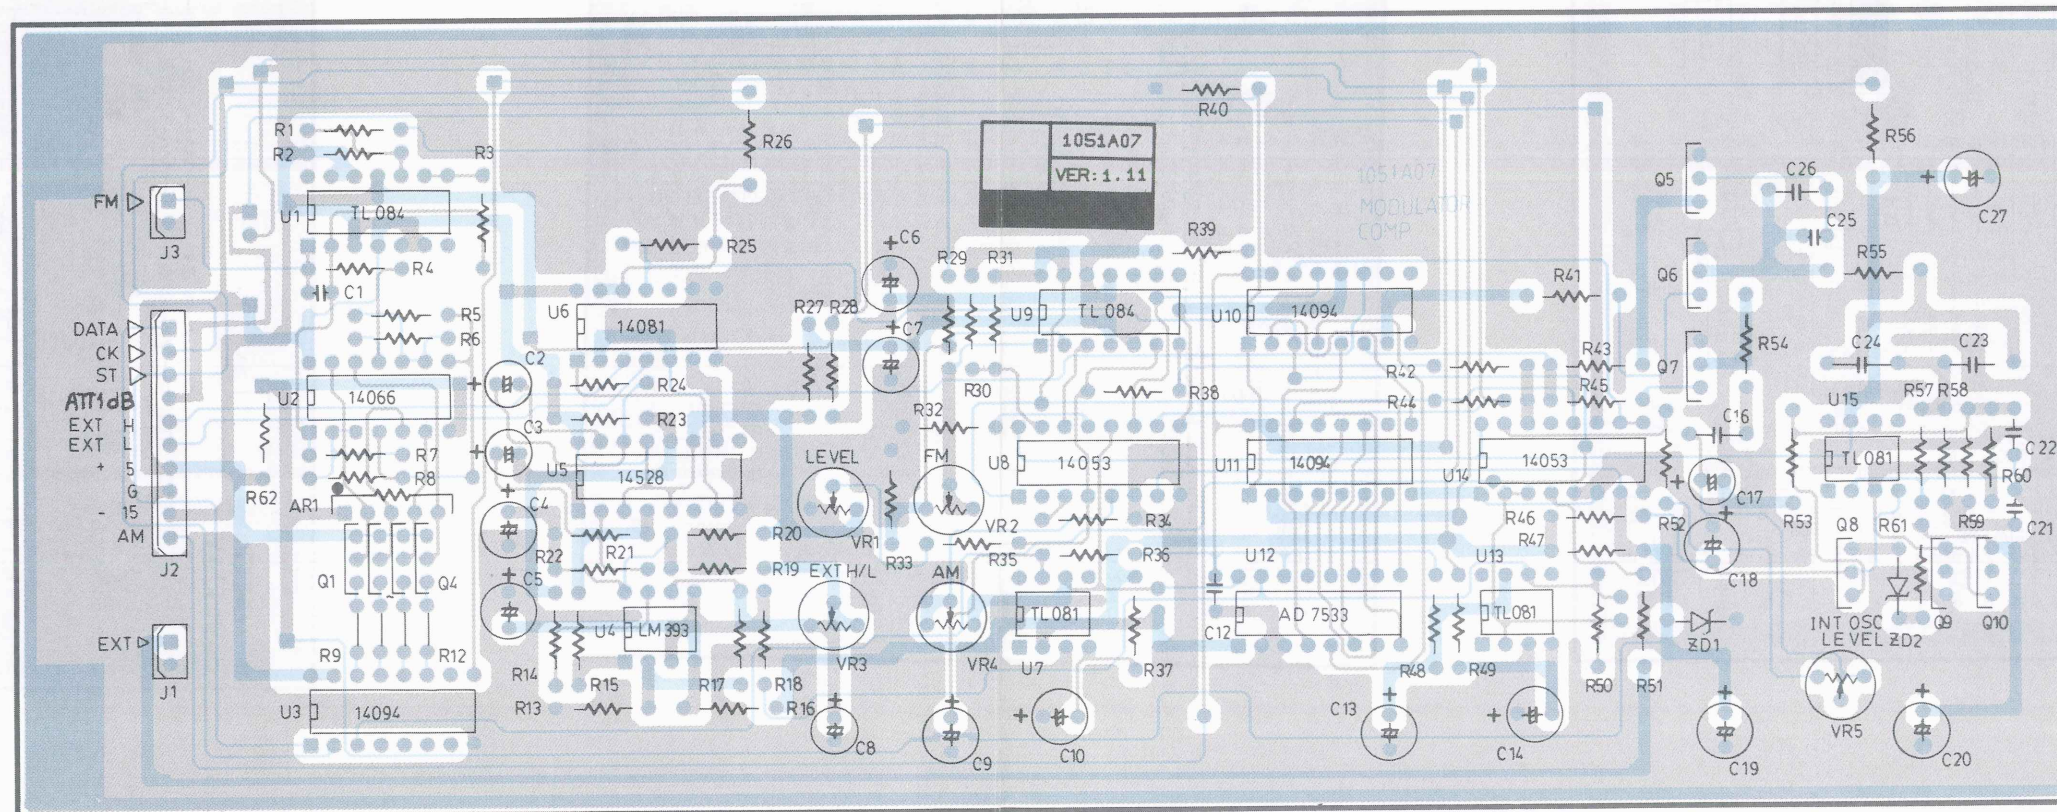 R1
R2
R3
R26
R40
1051A07
VER:1.11
1051A07
MODULATOR
COMP
R56
C26
Q5
C25
C27
FM
J3
U1
TL 084
R4
C1
R25
C6
R29
R31
R39
R41
Q6
R55
DATA
CK
ST
ATT1dB
EXT H
EXT L
+ 5
G
- 15
AM
J2
R5
R6
U6
14081
R27
R28
C7
U9
TL 084
U10
14094
R54
R43
R42
Q7
C24
C23
U2
14066
C2
R24
R30
R38
R44
R45
R57
R58
U15
R23
R32
C16
C22
R7
R8
C3
U5
14528
LEVEL
FM
U8
14053
U11
14094
U14
14053
TL081
R60
R62
AR1
C4
C17
VR1
VR2
R33
R34
R46
R52
R53
Q8
R61
R59
C21
R22
R21
R20
R35
R36
U12
U13
R47
C18
Q1
~
Q4
C5
R19
EXT H/L
AM
TL081
C12
AD 7533
TL081
ZD1
INT OSC
LEVEL
ZD2
Q9
Q10
EXT
J1
R9
R12
U4
LM 393
VR3
VR4
U7
R37
R48
R49
R50
R51
R14
R15
R17
R18
U3
14094
R13
R16
C8
C9
C10
C13
C14
C19
VR5
C20